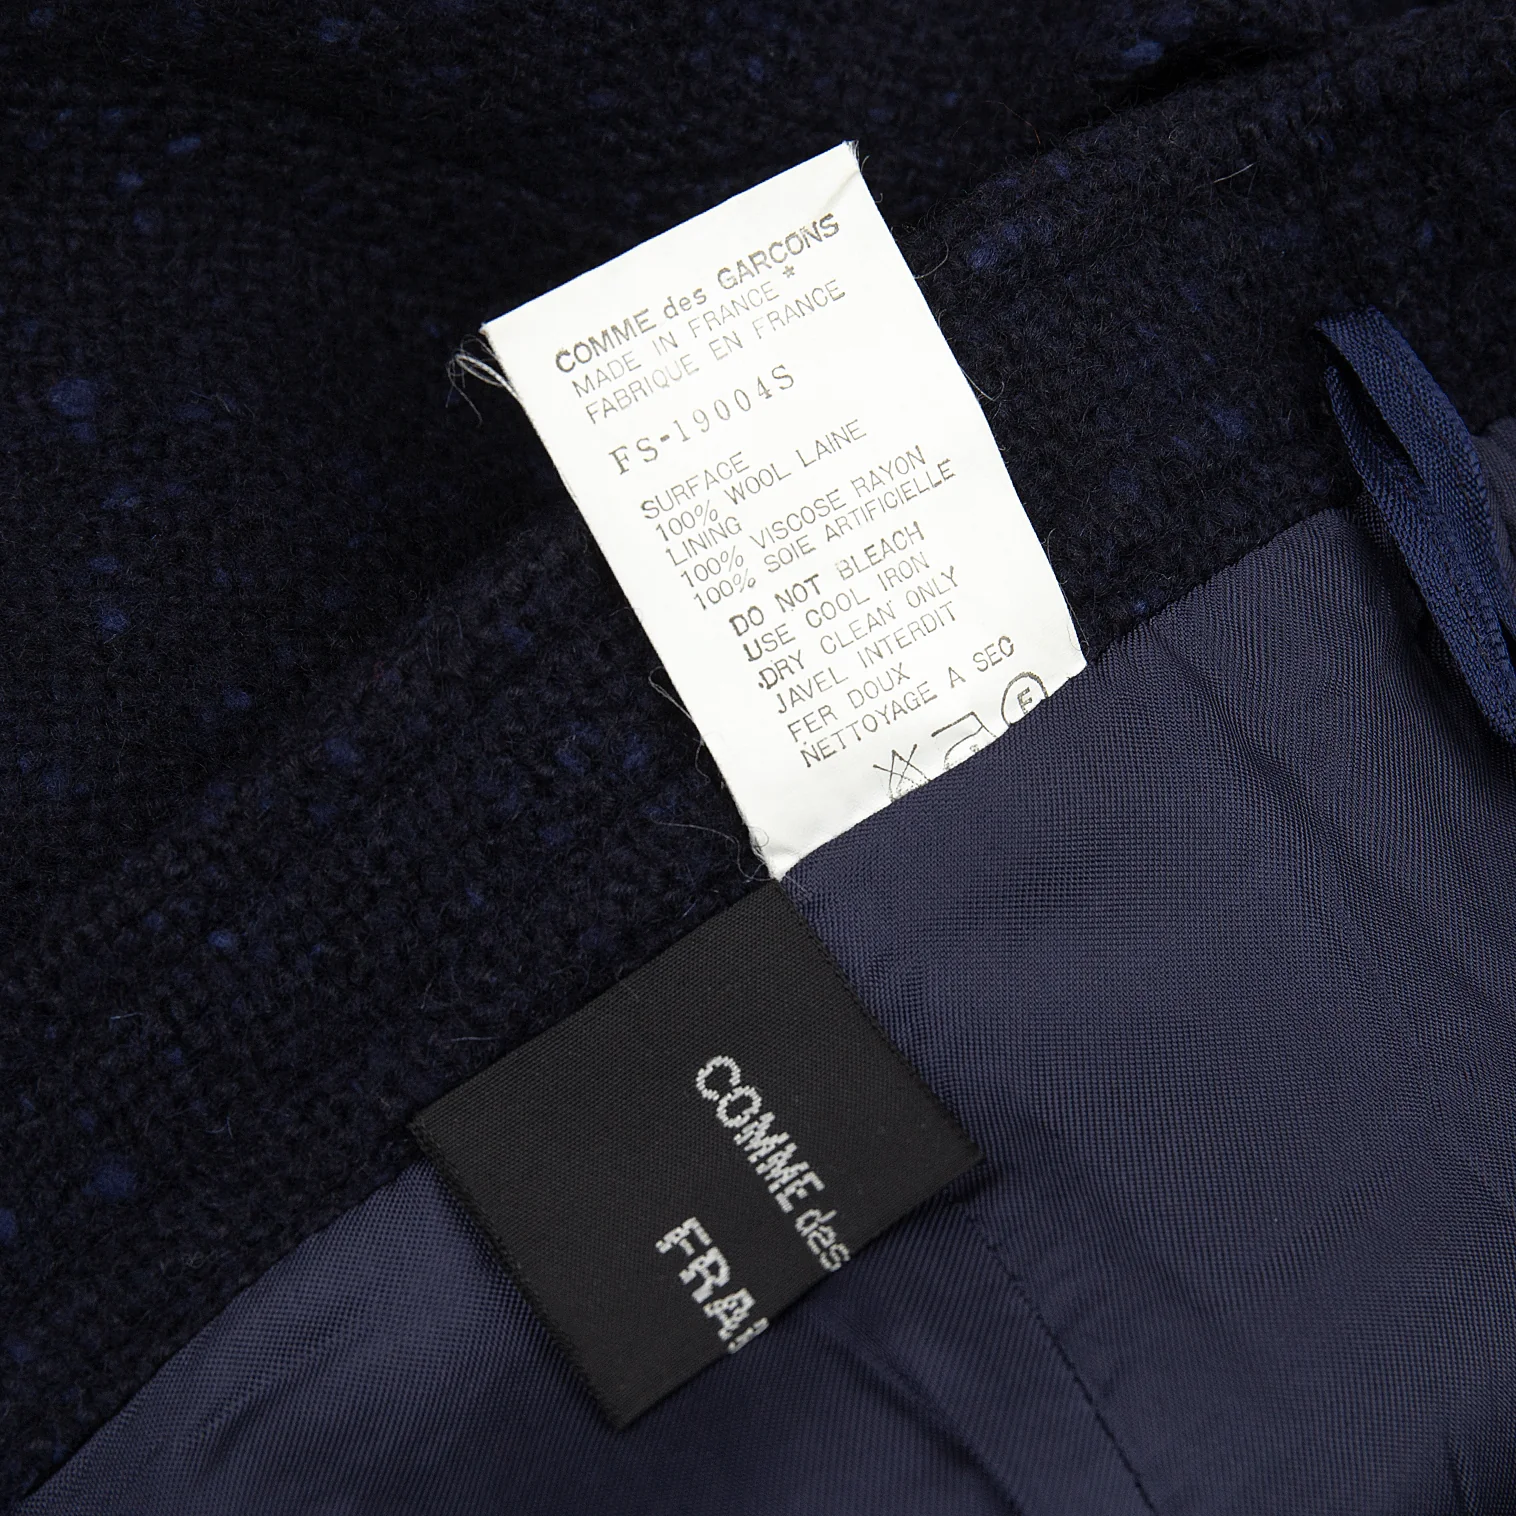 COMME des GARCONS
MADE IN FRANCE *
FABRIQUE EN FRANCE
FS-19004S
SURFACE
100% WOOL LAINE
LINING
100% VISCOSE RAYON
100% SOIE ARTIFICIELLE
DO NOT BLEACH
USE COOL IRON
DRY CLEAN ONLY
JAVEL INTERDIT
FER DOUX
NETTOYAGE A SEC
F
COMME des
FRA